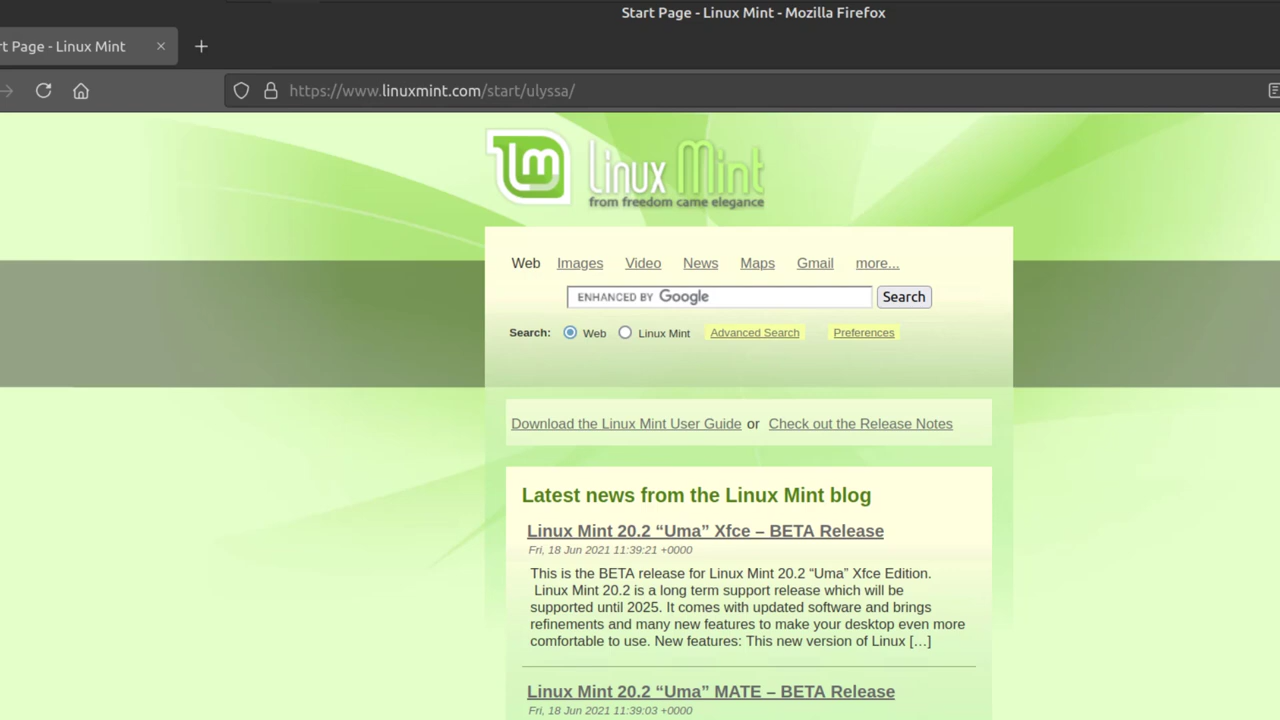 Start Page - Linux Mint - Mozilla Firefox
rt Page - Linux Mint
https://www.linuxmint.com/start/ulyssa/
lm Linux Mint
from freedom came elegance
Web Images Video News Maps Gmail more...
ENHANCED BY Google Search
Search: Web Linux Mint Advanced Search Preferences
Download the Linux Mint User Guide or Check out the Release Notes
Latest news from the Linux Mint blog
Linux Mint 20.2 “Uma” Xfce – BETA Release
Fri, 18 Jun 2021 11:39:21 +0000
This is the BETA release for Linux Mint 20.2 “Uma” Xfce Edition.
Linux Mint 20.2 is a long term support release which will be
supported until 2025. It comes with updated software and brings
refinements and many new features to make your desktop even more
comfortable to use. New features: This new version of Linux […]
Linux Mint 20.2 “Uma” MATE – BETA Release
Fri, 18 Jun 2021 11:39:03 +0000